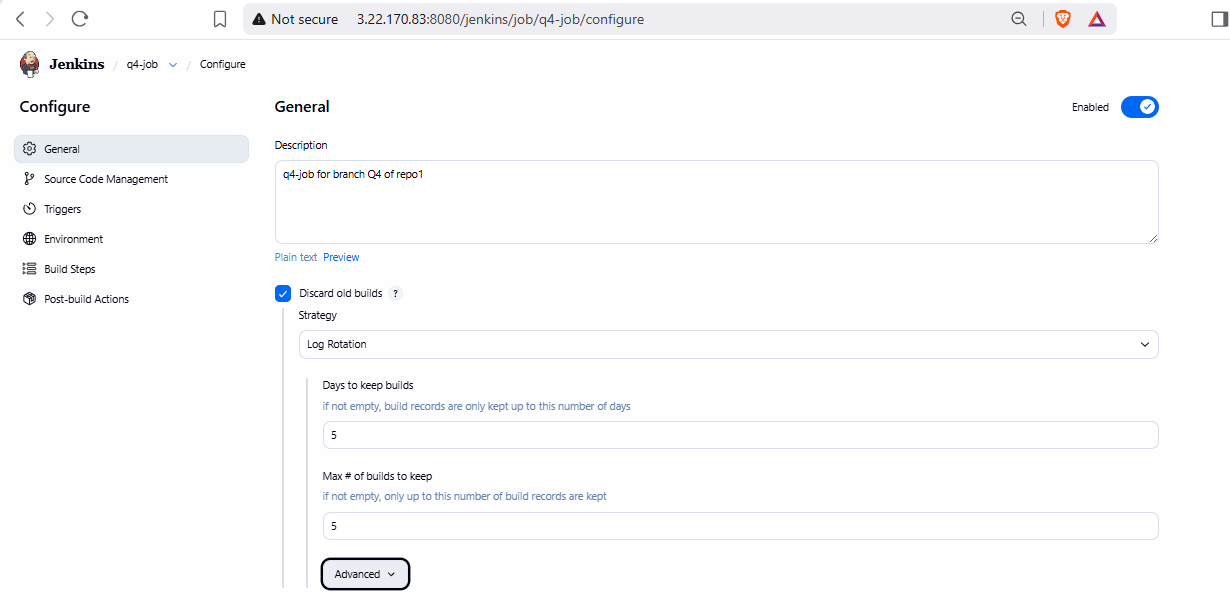 Not secure 3.22.170.83:8080/jenkins/job/q4-job/configure
Jenkins / q4-job / Configure
Configure
General
Source Code Management
Triggers
Environment
Build Steps
Post-build Actions
General
Enabled
Description
q4-job for branch Q4 of repo1
Plain text Preview
Discard old builds ?
Strategy
Log Rotation
Days to keep builds
if not empty, build records are only kept up to this number of days
5
Max # of builds to keep
if not empty, only up to this number of build records are kept
5
Advanced